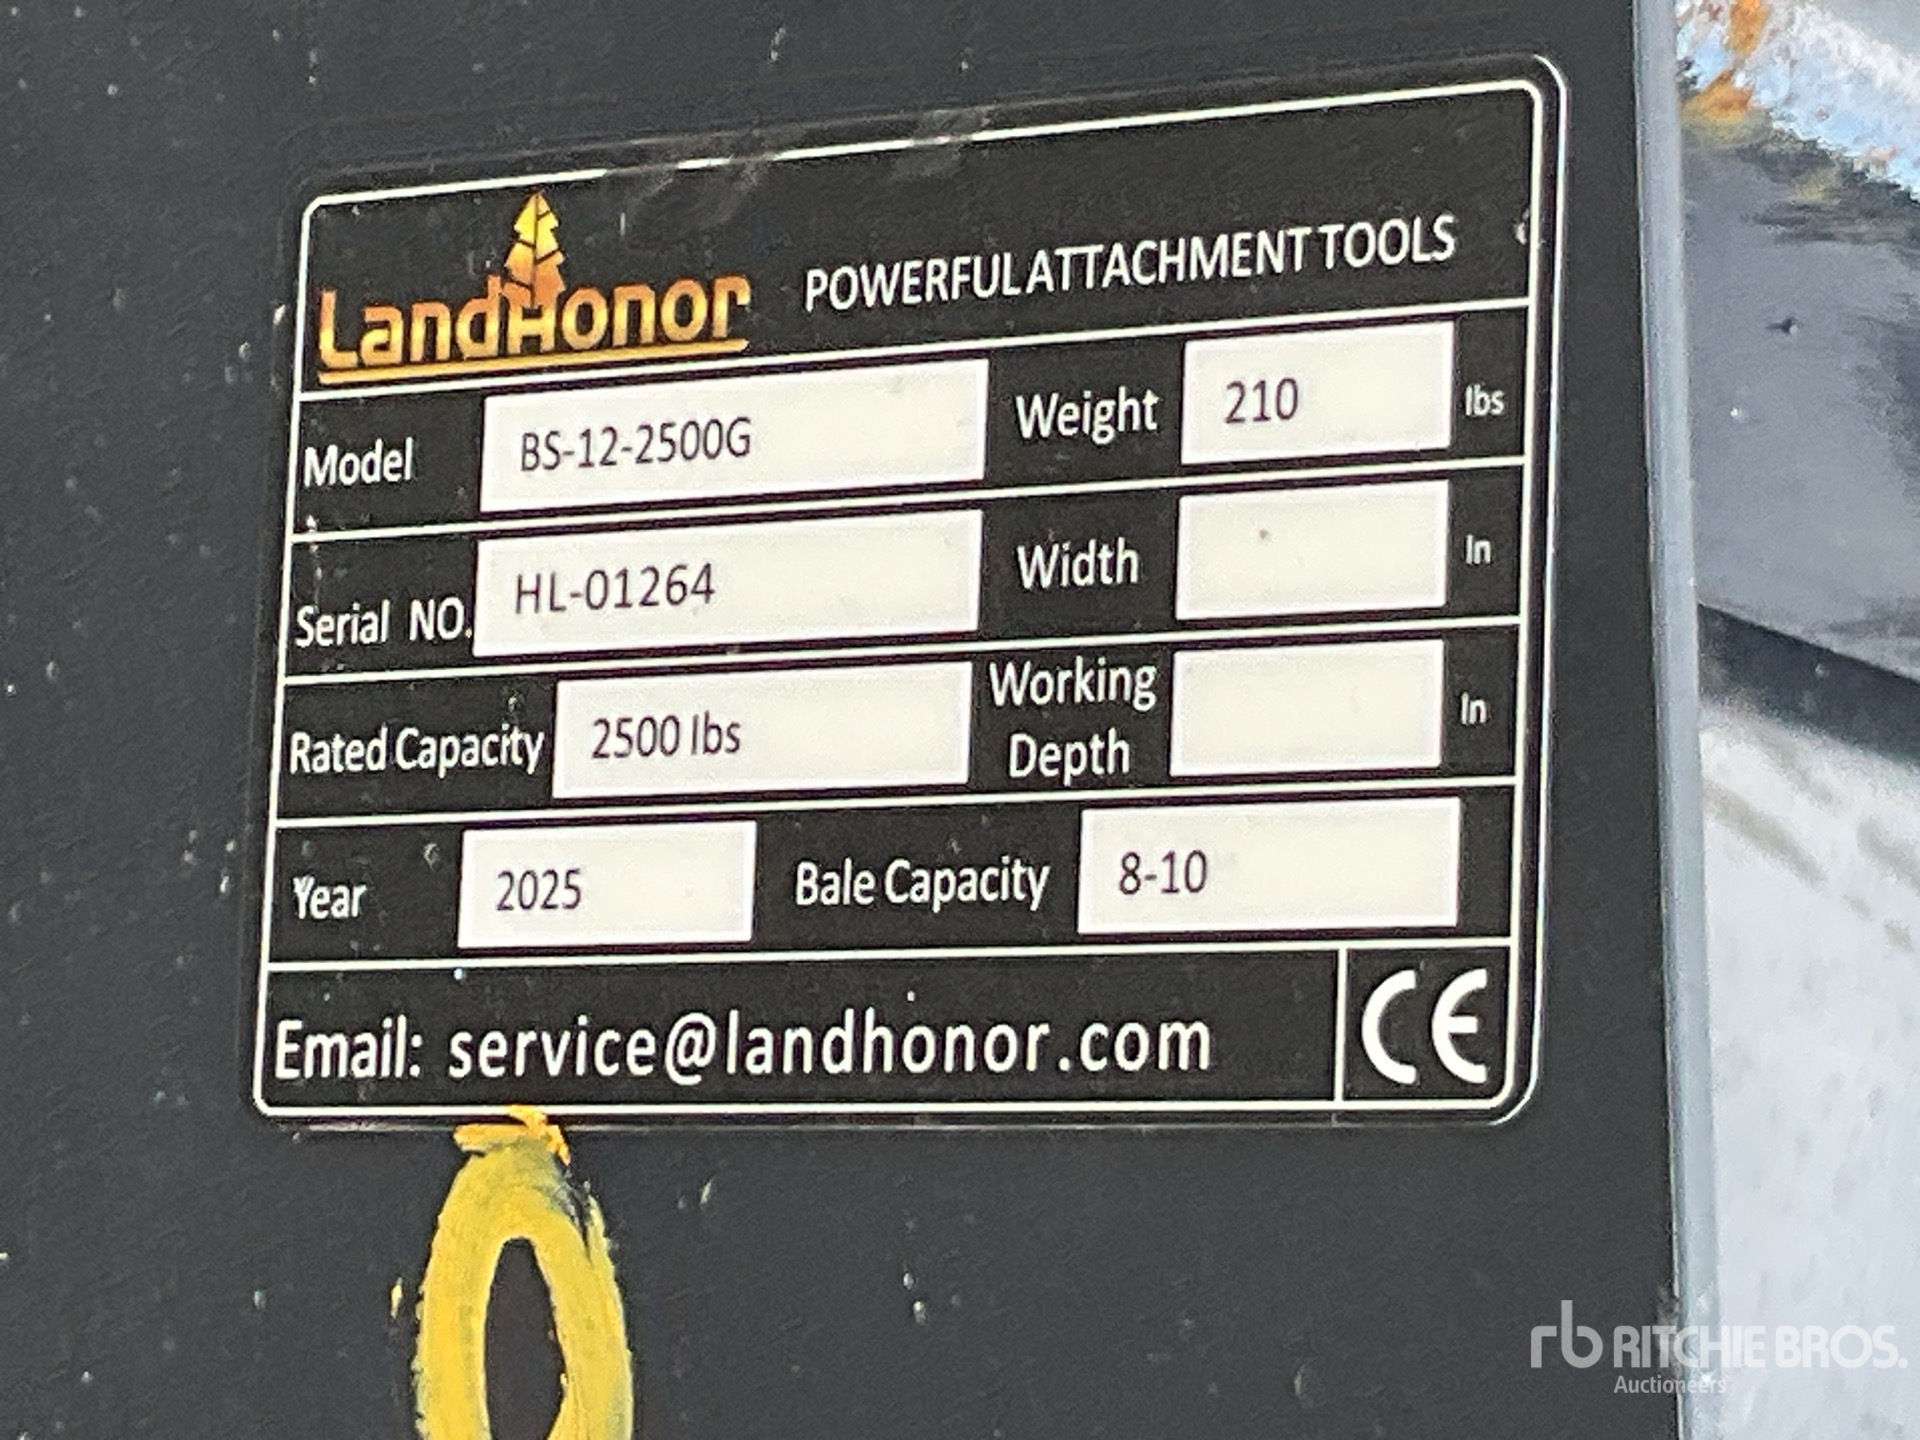 LandHonor POWERFUL ATTACHMENT TOOLS
Model BS-12-2500G Weight 210 lbs
Serial NO. HL-01264 Width In
Rated Capacity 2500 lbs Working Depth In
Year 2025 Bale Capacity 8-10
Email: service@landhonor.com CE
0
rb RITCHIE BROS.
Auctioneers